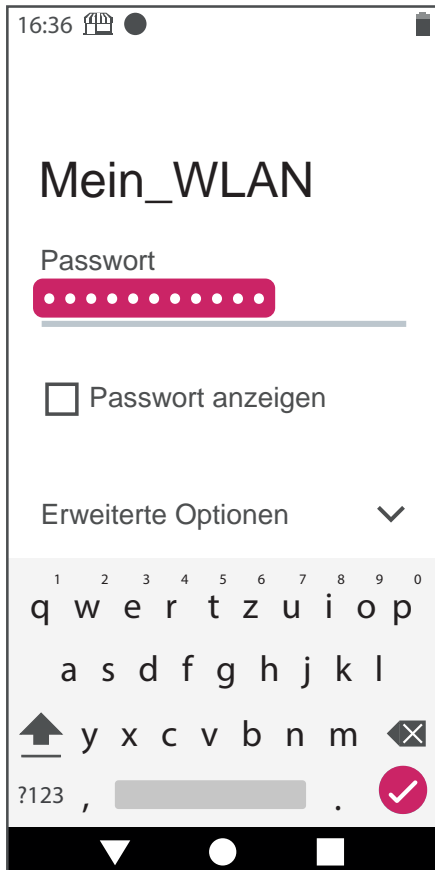 16:36
Mein_WLAN
Passwort
•••••••••••
Passwort anzeigen
Erweiterte Optionen
1 2 3 4 5 6 7 8 9 0
q w e r t z u i o p
a s d f g h j k l
y x c v b n m
?123 , .